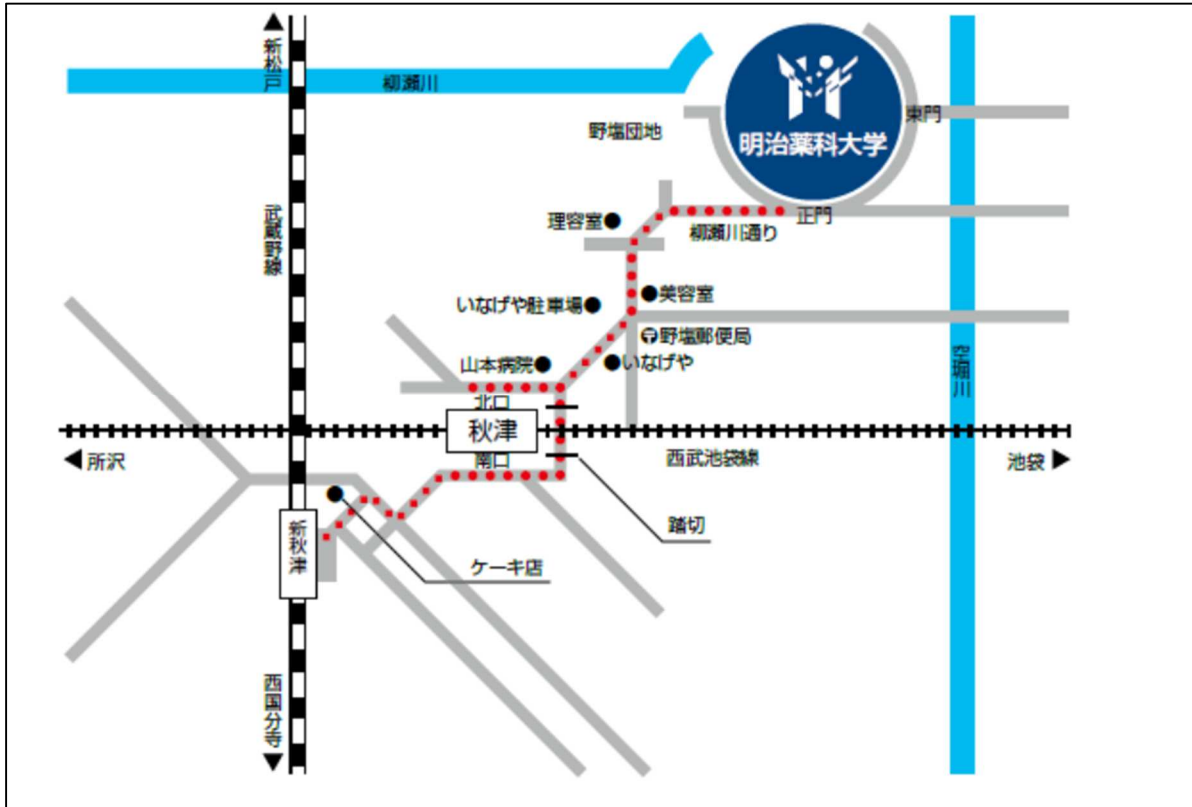 ▲
新松戸
柳瀬川
明治薬科大学
東門
野塩団地
正門
理容室●
柳瀬川通り
武蔵野線
いなげや駐車場●
●美容室
〒野塩郵便局
山本病院●
●いなげや
空堀川
北口
秋津
◀所沢
南口
西武池袋線
池袋▶
踏切
新秋津
ケーキ店
西国分寺
▼